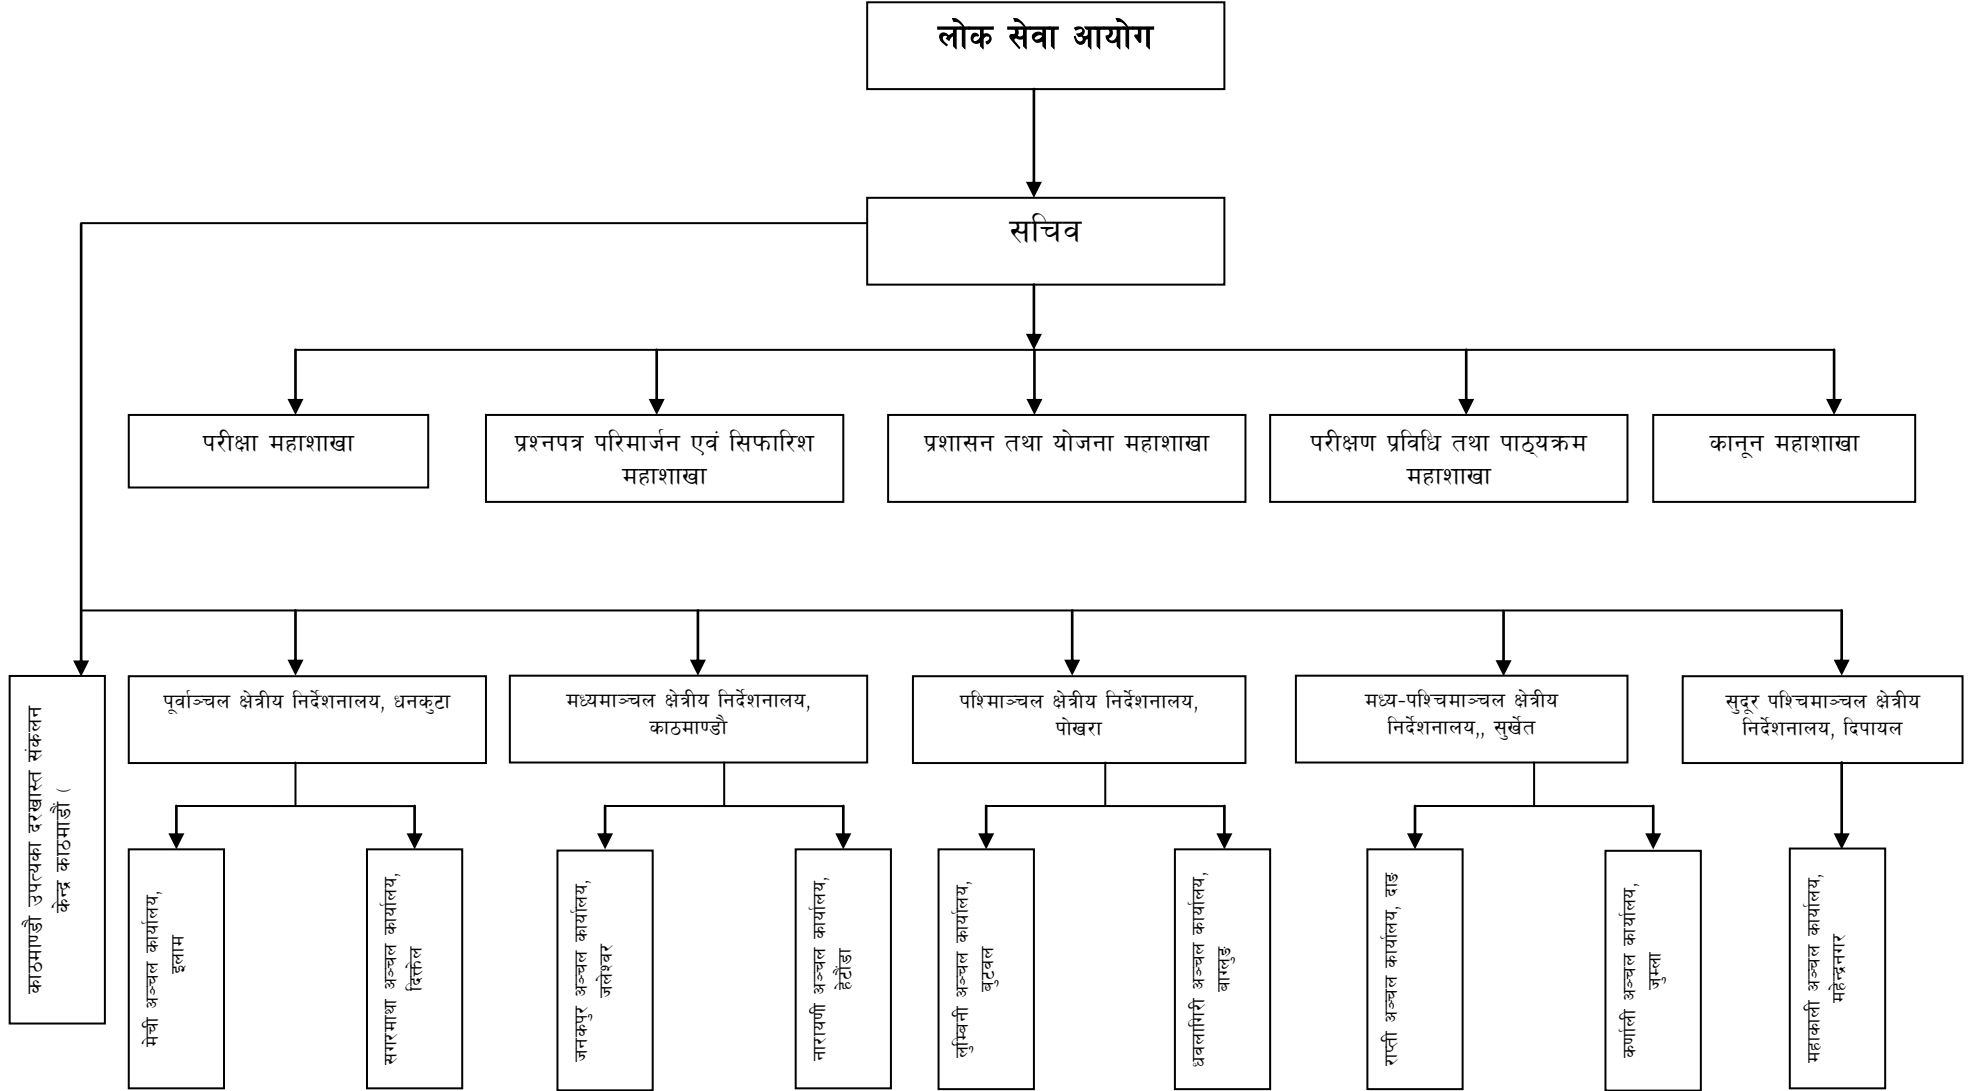 लोक सेवा आयोग
सचिव
परीक्षा महाशाखा
प्रश्नपत्र परिमार्जन एवं सिफारिश
महाशाखा
प्रशासन तथा योजना महाशाखा
परीक्षण प्रविधि तथा पाठ्यक्रम
महाशाखा
कानून महाशाखा
काठमाण्डौ उपत्यका दरखास्त संकलन
केन्द्र काठमाडौं (
पूर्वाञ्चल क्षेत्रीय निर्देशनालय, धनकुटा
मध्यमाञ्चल क्षेत्रीय निर्देशनालय,
काठमाण्डौ
पश्मिाञ्चल क्षेत्रीय निर्देशनालय,
पोखरा
मध्य-पश्चिमाञ्चल क्षेत्रीय
निर्देशनालय,, सुर्खेत
सुदूर पश्चिमाञ्चल क्षेत्रीय
निर्देशनालय, दिपायल
मेची अञ्चल कार्यालय,
इलाम
सगरमाथा अञ्चल कार्यालय,
दिक्तेल
जनकपुर अञ्चल कार्यालय,
जलेश्वर
नारायणी अञ्चल कार्यालय,
हेटौंडा
लुम्बिनी अञ्चल कार्यालय,
बुटवल
धवलागिरी अञ्चल कार्यालय,
बाग्लुङ
राप्ती अञ्चल कार्यालय, दाङ
कर्णाली अञ्चल कार्यालय,
जुम्ला
महाकाली अञ्चल कार्यालय,
महेन्द्रनगर